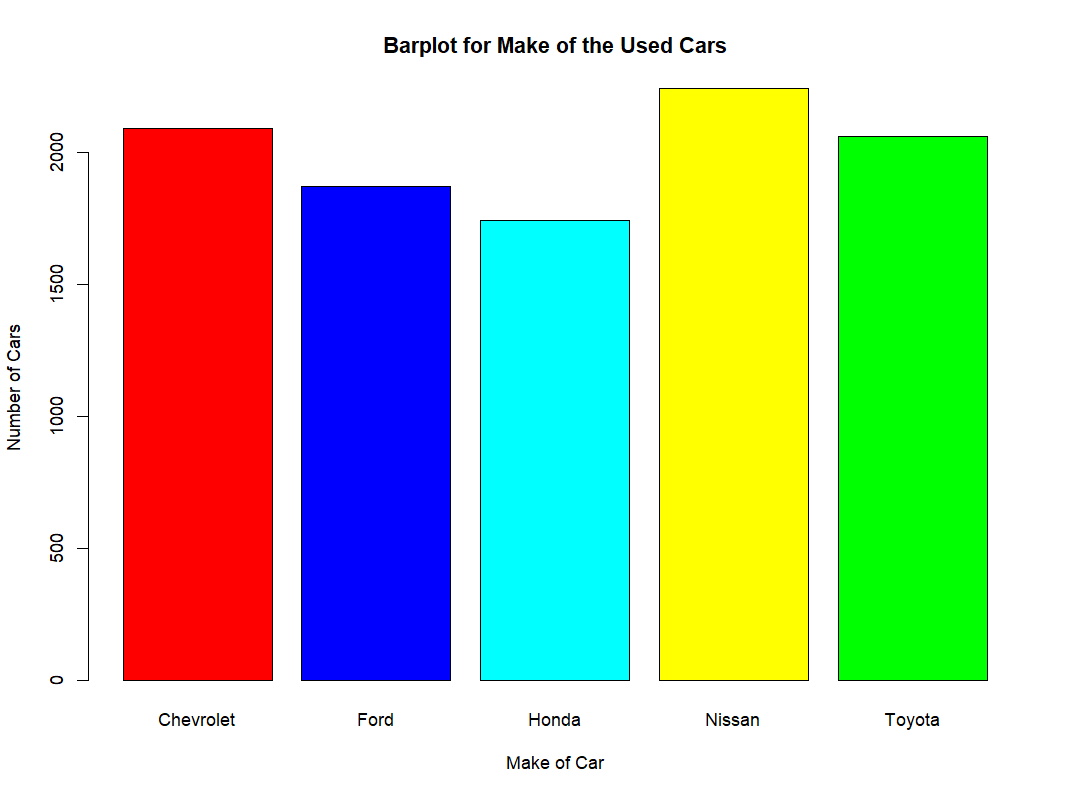 Barplot for Make of the Used Cars
Number of Cars
2000
1500
1000
500
0
Chevrolet Ford Honda Nissan Toyota
Make of Car